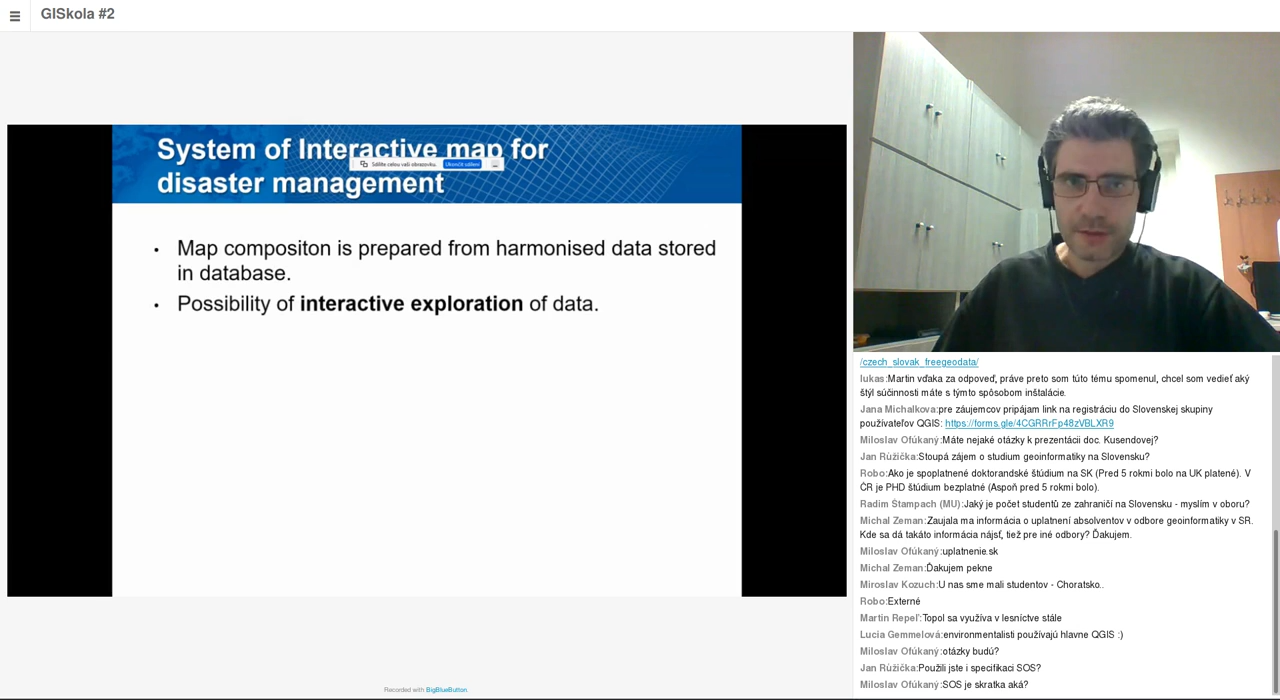 GISkola #2
System of Interactive map for
disaster management
Sdílíte celou vaši obrazovku.
Ukončit sdílení
• Map compositon is prepared from harmonised data stored
in database.
• Possibility of interactive exploration of data.
Recorded with BigBlueButton
/czech_slovak_freegeodata/
lukas:Martin vďaka za odpoveď, práve preto som túto tému spomenul, chcel som vedieť aký
štýl súčinnosti máte s týmto spôsobom inštalácie.
Jana Michalkova:pre záujemcov pripájam link na registráciu do Slovenskej skupiny
používateľov QGIS: https://forms.gle/4CGRRrFp48zVBLXR9
Miloslav Ofúkaný:Máte nejaké otázky k prezentácii doc. Kusendovej?
Jan Růžička:Stoupá zájem o studium geoinformatiky na Slovensku?
Robo:Ako je spoplatnené doktorandské štúdium na SK (Pred 5 rokmi bolo na UK platené). V
ČR je PHD štúdium bezplatné (Aspoň pred 5 rokmi bolo).
Radim Štampach (MU):Jaký je počet studentů ze zahraničí na Slovensku - myslím v oboru?
Michal Zeman:Zaujala ma informácia o uplatnení absolventov v odbore geoinformatiky v SR.
Kde sa dá takáto informácia nájsť, tiež pre iné odbory? Ďakujem.
Miloslav Ofúkaný:uplatnenie.sk
Michal Zeman:Ďakujem pekne
Miroslav Kozuch:U nas sme mali studentov - Choratsko..
Robo:Externé
Martin Repeľ:Topol sa využíva v lesníctve stále
Lucia Gemmelová:environmentalisti používajú hlavne QGIS :)
Miloslav Ofúkaný:otázky budú?
Jan Růžička:Použili jste i specifikaci SOS?
Miloslav Ofúkaný:SOS je skratka aká?